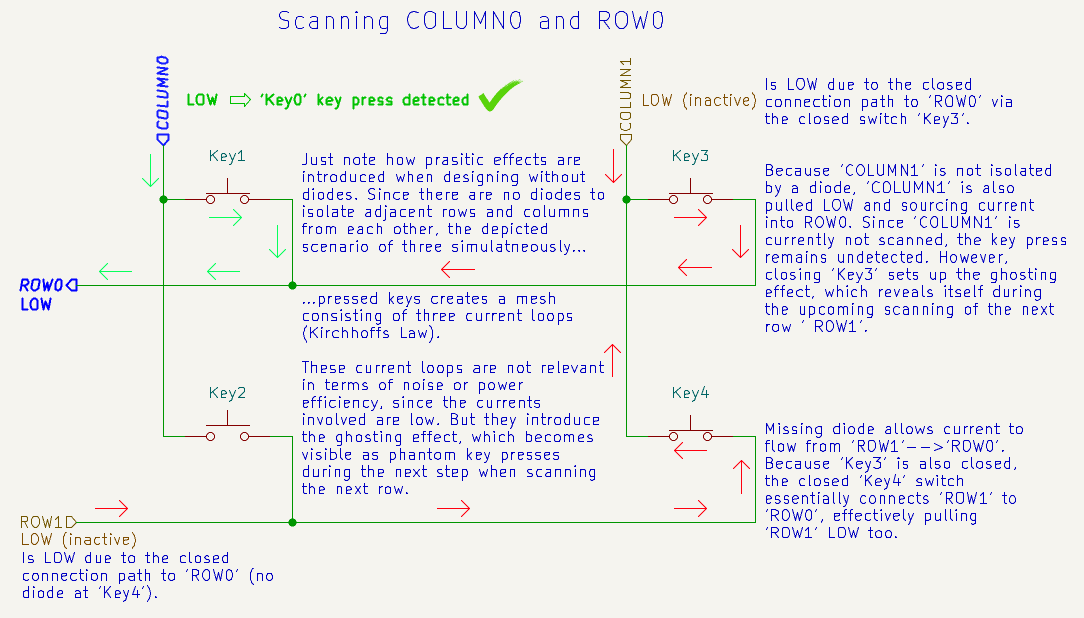 Scanning COLUMN0 and ROW0
COLUMN0
LOW ⇨ 'Key0' key press detected
COLUMN1
LOW (inactive)
Is LOW due to the closed
connection path to 'ROW0' via
the closed switch 'Key3'.
Key1
Just note how prasitic effects are
introduced when designing without
diodes. Since there are no diodes to
isolate adjacent rows and columns
from each other, the depicted
scenario of three simulatneously...
Key3
Because 'COLUMN1' is not isolated
by a diode, 'COLUMN1' is also
pulled LOW and sourcing current
into ROW0. Since 'COLUMN1' is
currently not scanned, the key press
remains undetected. However,
closing 'Key3' sets up the ghosting
effect, which reveals itself during
the upcoming scanning of the next
row ' ROW1'.
ROW0
LOW
...pressed keys creates a mesh
consisting of three current loops
(Kirchhoffs Law).
These current loops are not relevant
in terms of noise or power
efficiency, since the currents
involved are low. But they introduce
the ghosting effect, which becomes
visible as phantom key presses
during the next step when scanning
the next row.
Key2
Key4
Missing diode allows current to
flow from 'ROW1'-->'ROW0'.
Because 'Key3' is also closed,
the closed 'Key4' switch
essentially connects 'ROW1' to
'ROW0', effectively pulling
'ROW1' LOW too.
ROW1
LOW (inactive)
Is LOW due to the closed
connection path to 'ROW0' (no
diode at 'Key4').